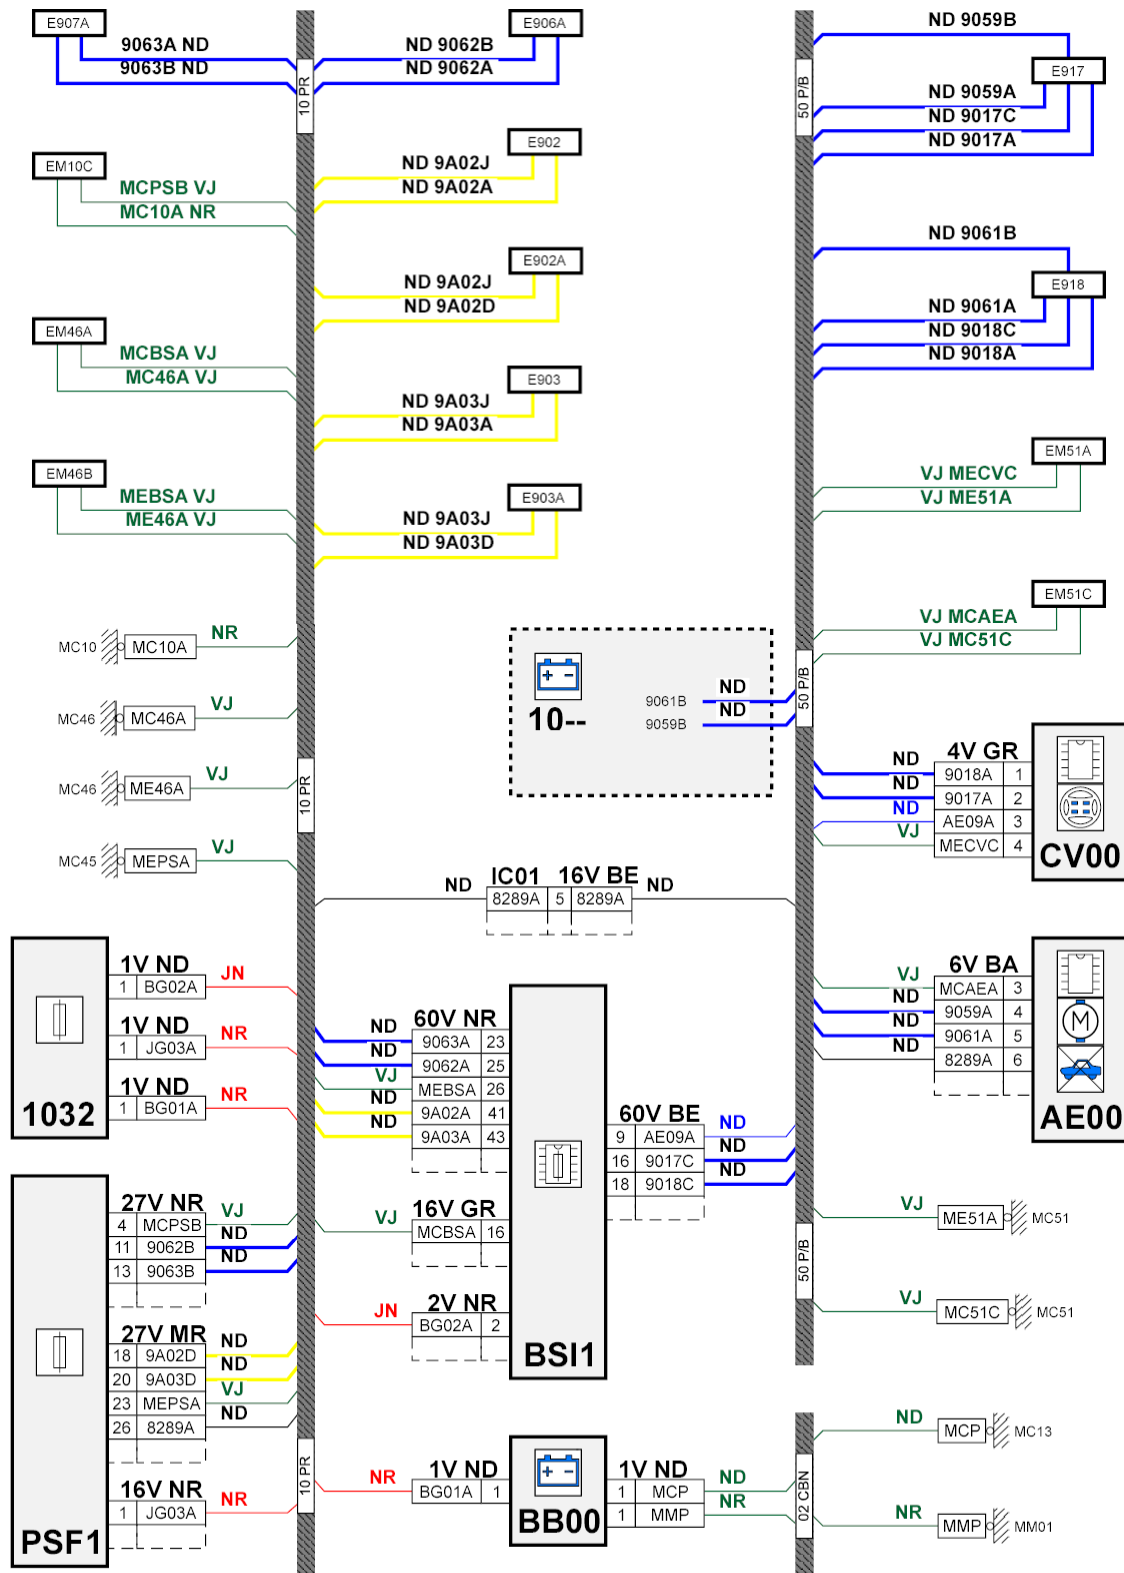 E907A
9063A ND
9063B ND
10 PR
E906A
ND 9062B
ND 9062A
E902
ND 9A02J
ND 9A02A
EM10C
MCPSB VJ
MC10A NR
E902A
ND 9A02J
ND 9A02D
EM46A
MCBSA VJ
MC46A VJ
E903
ND 9A03J
ND 9A03A
EM46B
MEBSA VJ
ME46A VJ
E903A
ND 9A03J
ND 9A03D
ND 9059B
50 P/B
E917
ND 9059A
ND 9017C
ND 9017A
ND 9061B
E918
ND 9061A
ND 9018C
ND 9018A
EM51A
VJ MECVC
VJ ME51A
EM51C
VJ MCAEA
VJ MC51C
MC10 MC10A NR
MC46 MC46A VJ
MC46 ME46A VJ
MC45 MEPSA VJ
10 PR
10--
9061B ND
9059B ND
50 P/B
4V GR
ND 9018A 1
ND 9017A 2
ND AE09A 3
VJ MECVC 4
CV00
IC01 16V BE
ND 8289A 5 8289A ND
1V ND
1 BG02A JN
1V ND
1 JG03A NR
1V ND
1 BG01A NR
1032
60V NR
ND 9063A 23
ND 9062A 25
VJ MEBSA 26
ND 9A02A 41
ND 9A03A 43
60V BE
9 AE09A ND
16 9017C ND
18 9018C ND
16V GR
VJ MCBSA 16
2V NR
JN BG02A 2
BSI1
6V BA
VJ MCAEA 3
ND 9059A 4
ND 9061A 5
ND 8289A 6
M
AE00
VJ ME51A MC51
50 P/B
VJ MC51C MC51
27V NR
4 MCPSB VJ
11 9062B ND
13 9063B ND
27V MR
18 9A02D ND
20 9A03D ND
23 MEPSA VJ
26 8289A ND
16V NR
1 JG03A NR
PSF1
10 PR
1V ND
NR BG01A 1
BB00
1V ND
1 MCP ND
1 MMP NR
02 CBN
ND MCP MC13
NR MMP MM01